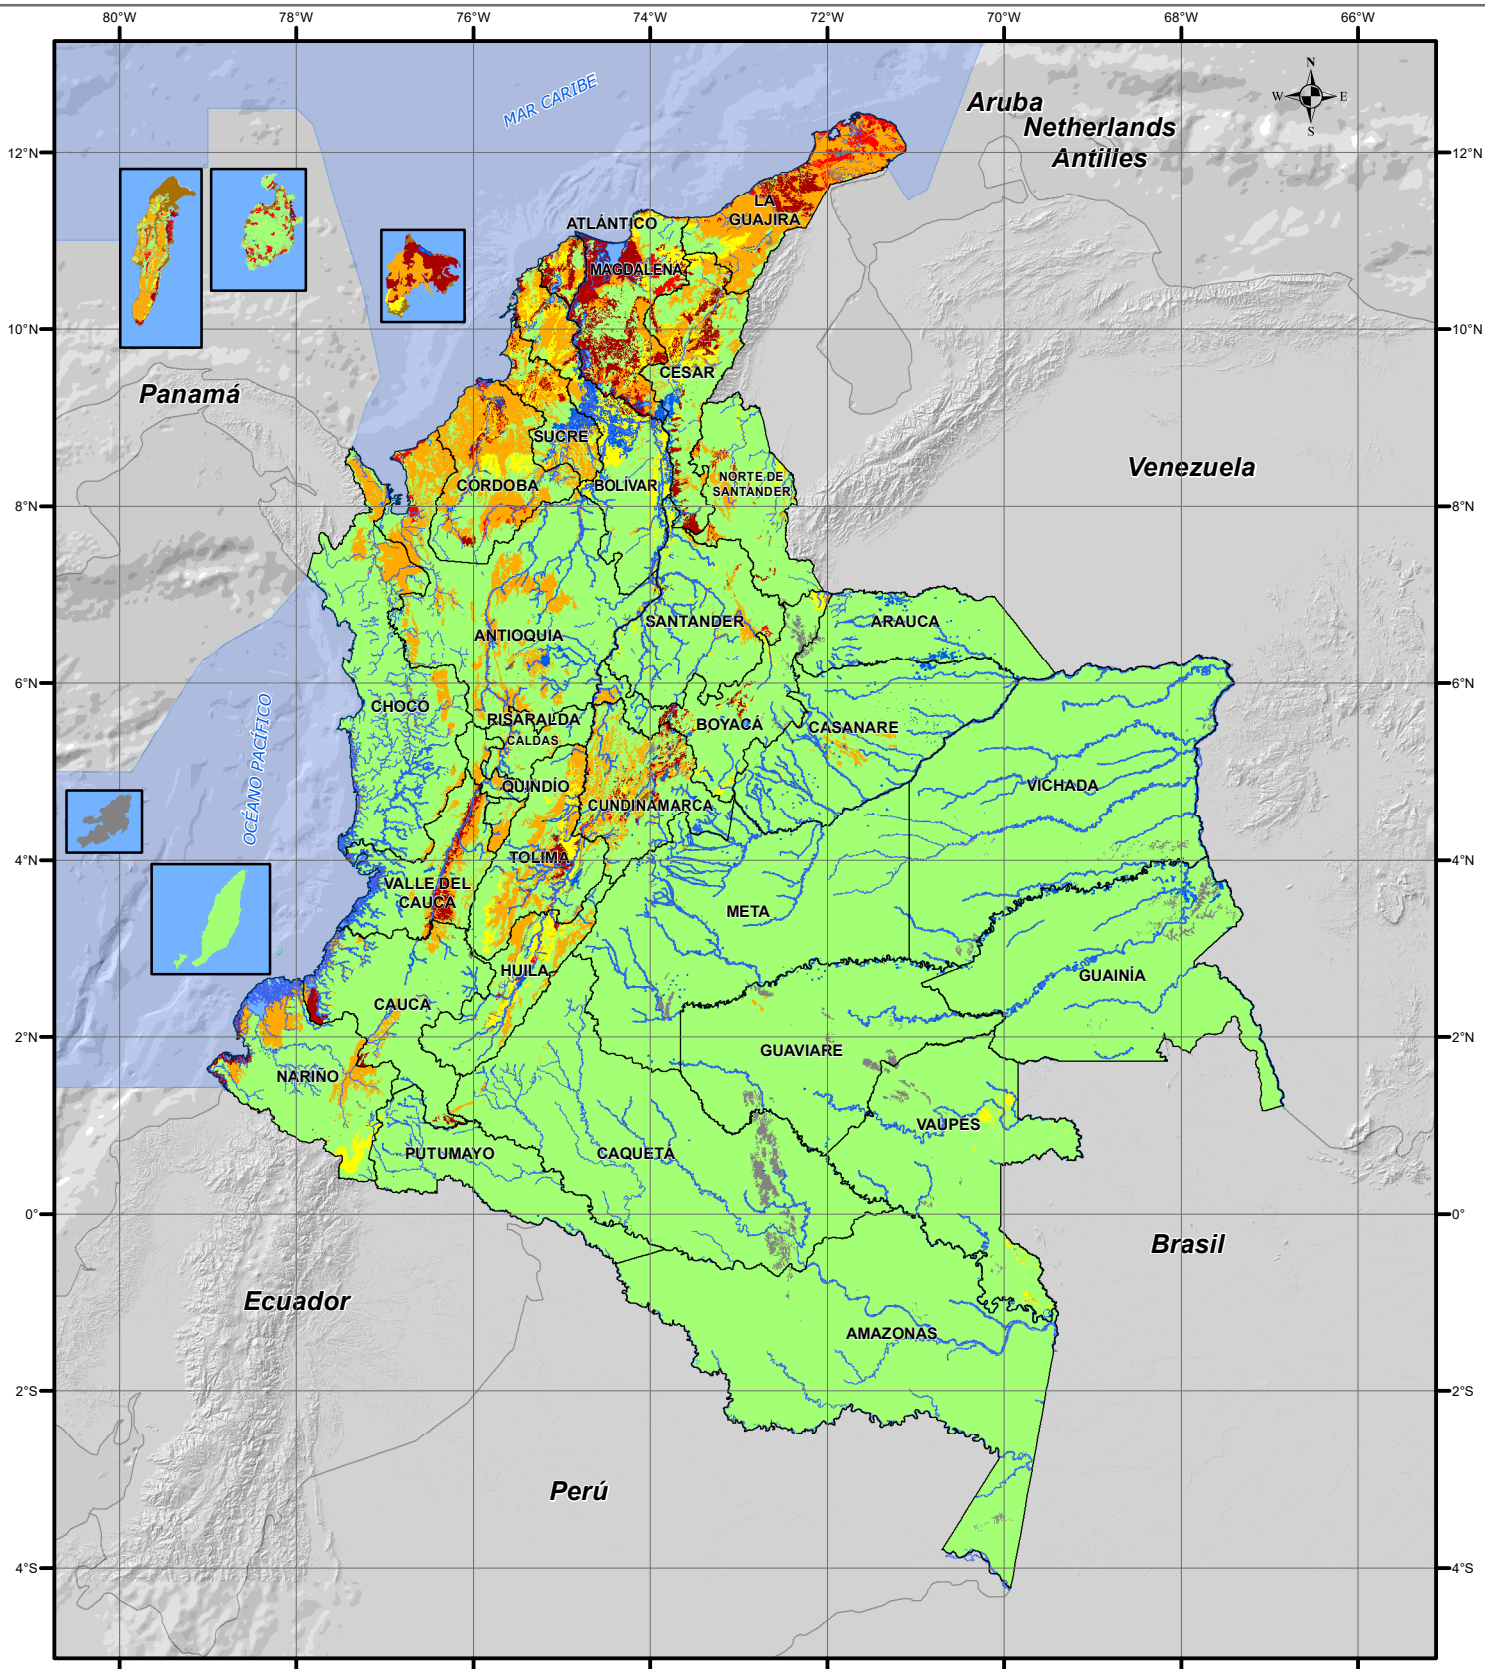 80°W
78°W
76°W
74°W
72°W
70°W
68°W
66°W
MAR CARIBE
Aruba
Netherlands
Antilles
N
W
E
S
12°N
12°N
LA
GUAJIRA
ATLÁNTICO
MAGDALENA
10°N
10°N
CESAR
Panamá
SUCRE
Venezuela
CÓRDOBA
BOLÍVAR
NORTE DE
SANTANDER
8°N
8°N
ANTIOQUIA
SANTANDER
ARAUCA
6°N
6°N
CHOCÓ
RISARALDA
BOYACÁ
CASANARE
CALDAS
OCÉANO PACÍFICO
QUINDÍO
CUNDINAMARCA
VICHADA
4°N
4°N
TOLIMA
VALLE DEL
CAUCA
META
HUILA
GUAINÍA
CAUCA
2°N
2°N
GUAVIARE
NARIÑO
VAUPÉS
PUTUMAYO
CAQUETÁ
0°
0°
Brasil
Ecuador
AMAZONAS
2°S
2°S
Perú
4°S
4°S